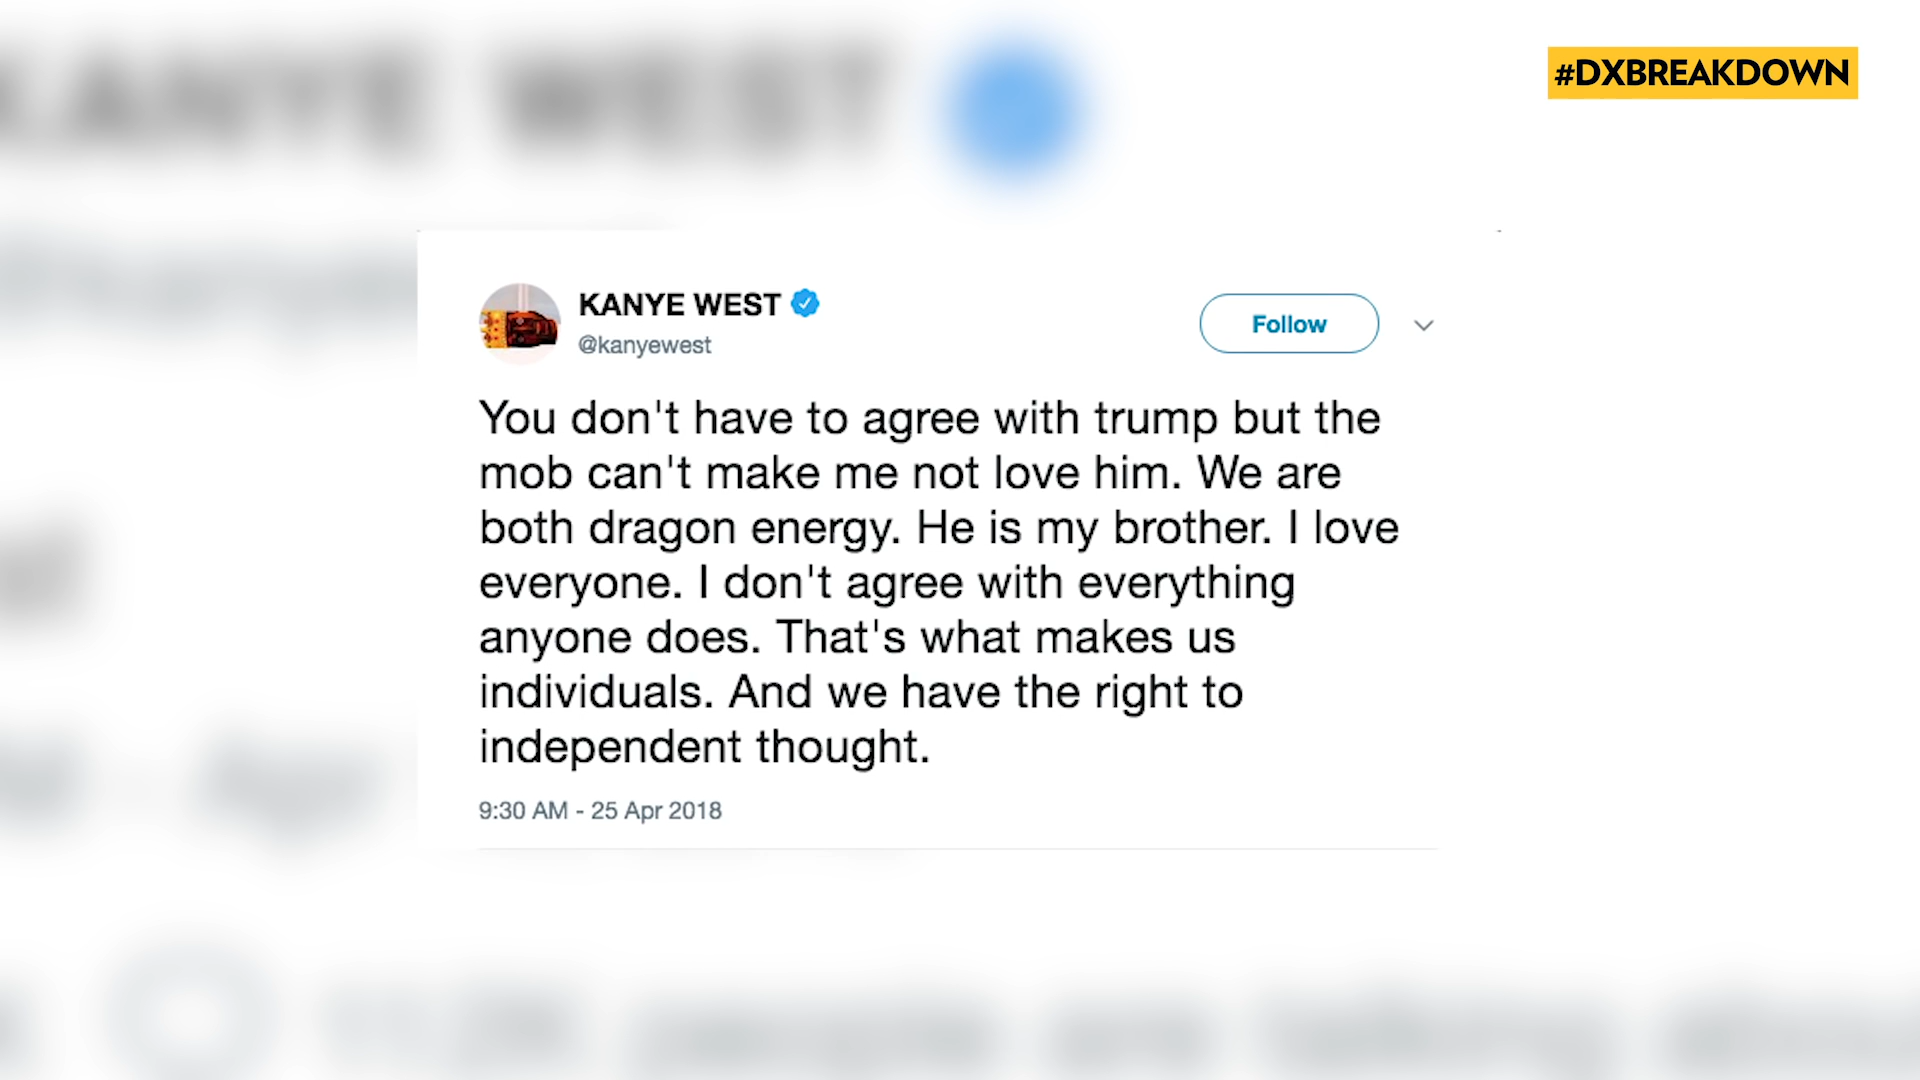 KANYE WEST
#DXBREAKDOWN
KANYE WEST
@kanyewest
Follow
You don't have to agree with trump but the
mob can't make me not love him. We are
both dragon energy. He is my brother. I love
everyone. I don't agree with everything
anyone does. That's what makes us
individuals. And we have the right to
independent thought.
9:30 AM - 25 Apr 2018